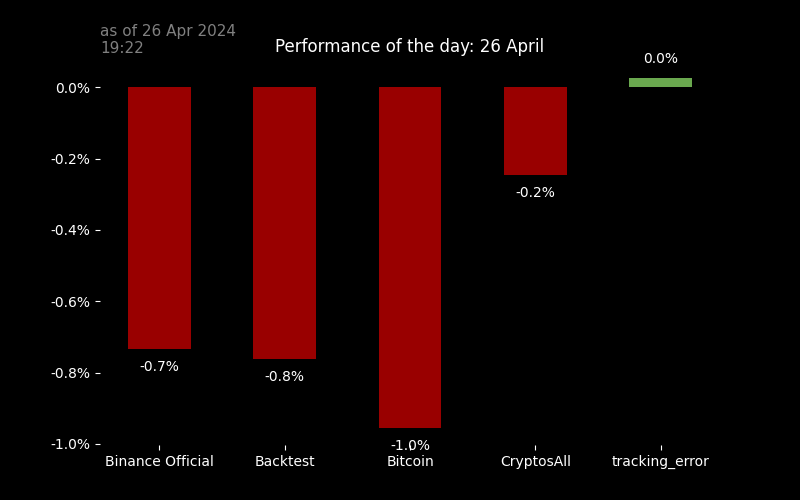 as of 26 Apr 2024
19:22
Performance of the day: 26 April
0.0%
0.0%
-0.2%
-0.2%
-0.4%
-0.6%
-0.7%
-0.8%
-0.8%
-1.0%
-1.0%
Binance Official
Backtest
Bitcoin
CryptosAll
tracking_error